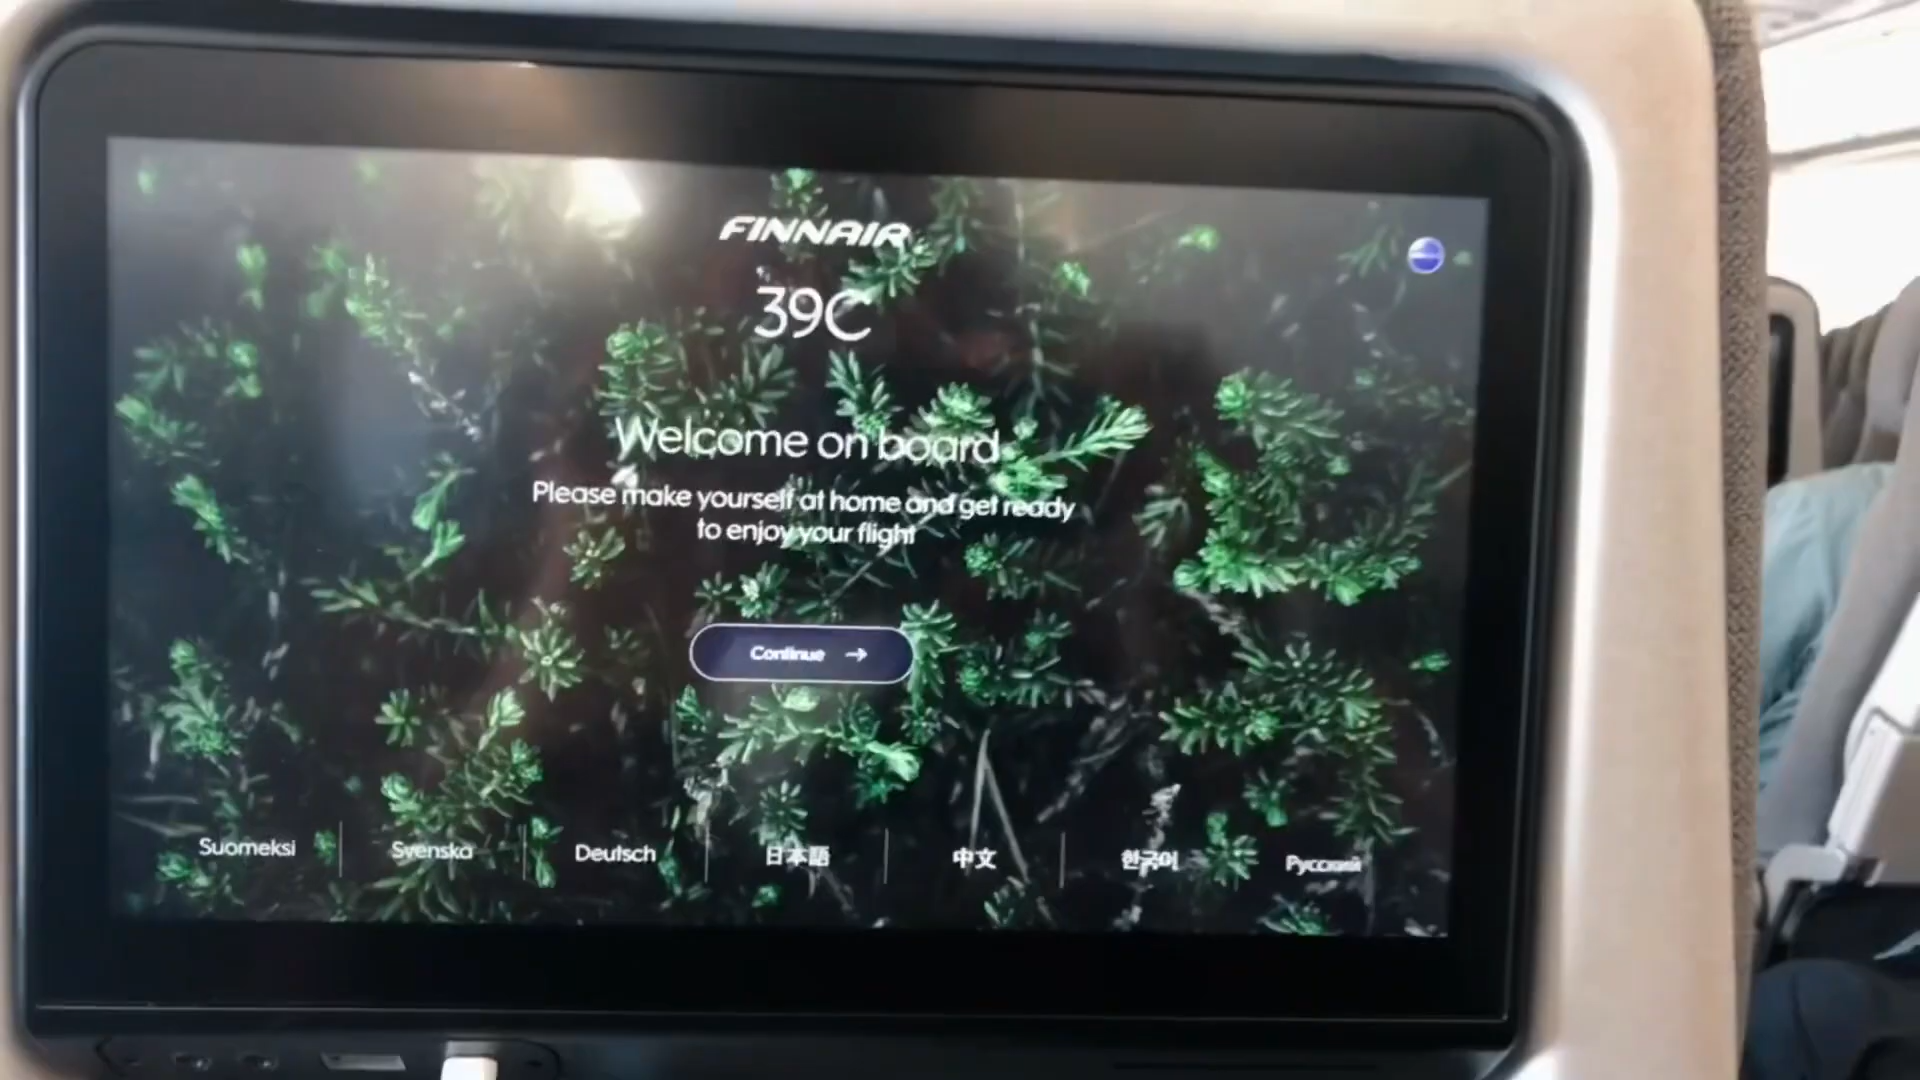 FINNAIR
39C
Welcome on board
Please make yourself at home and get ready
to enjoy your flight
Continue →
Suomeksi
Svenska
Deutsch
日本語
中文
한국어
Русский